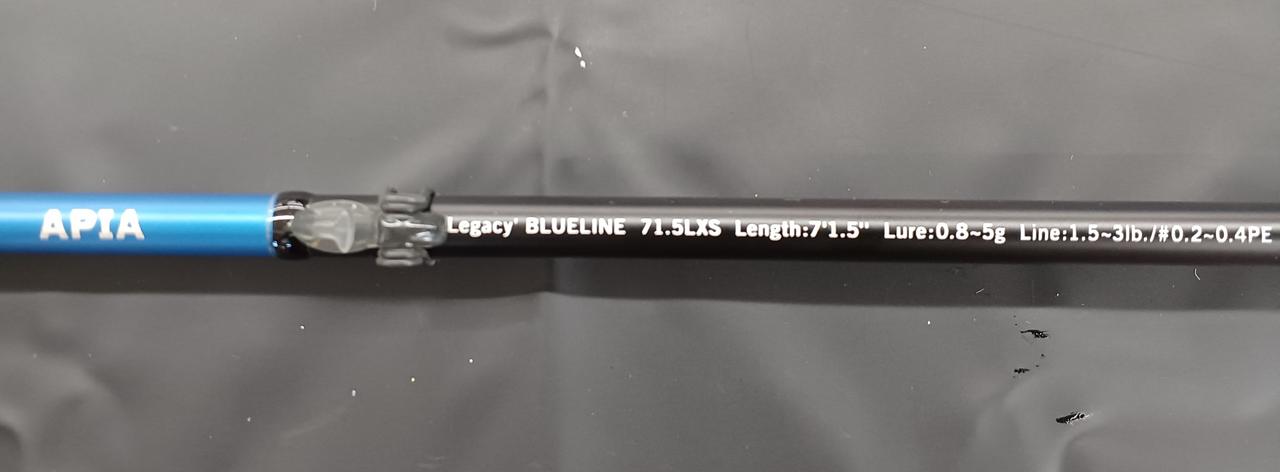 APIA Legacy' BLUELINE 71.5LXS Length:7'1.5" Lure:0.8~5g Line:1.5~3lb./#0.2~0.4PE